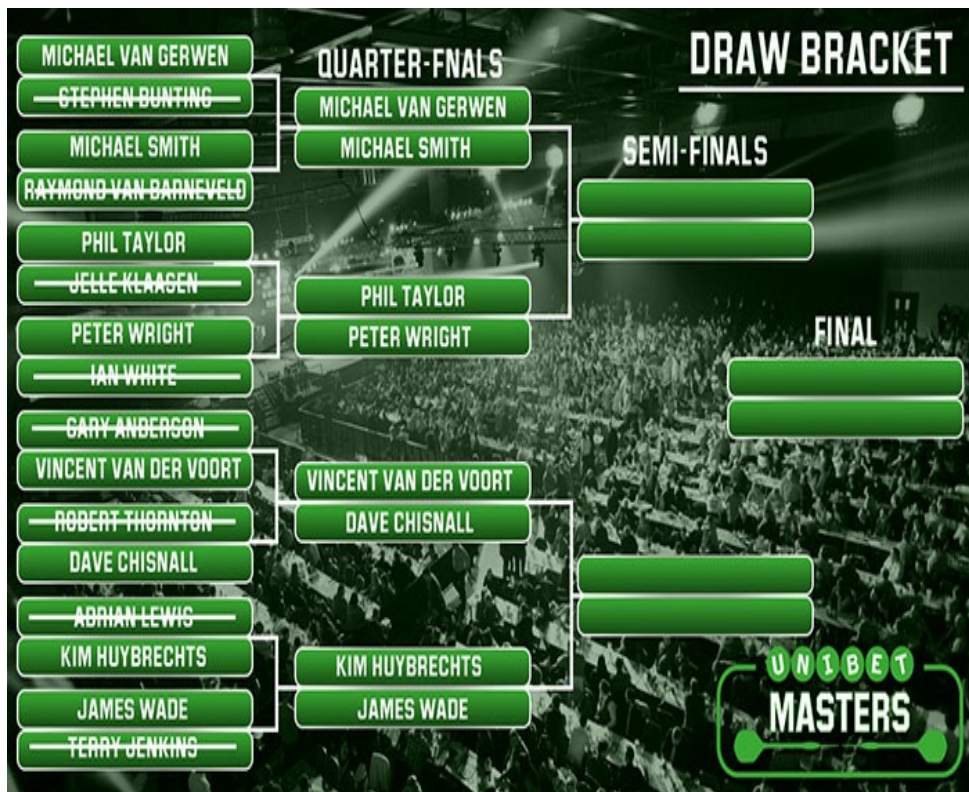 DRAW BRACKET
MICHAEL VAN GERWEN
STEPHEN BUNTING
MICHAEL SMITH
RAYMOND VAN BARNEVELD
PHIL TAYLOR
JELLE KLAASEN
PETER WRIGHT
IAN WHITE
GARY ANDERSON
VINCENT VAN DER VOORT
ROBERT THORNTON
DAVE CHISNALL
ADRIAN LEWIS
KIM HUYBRECHTS
JAMES WADE
TERRY JENKINS
QUARTER-FNALS
MICHAEL VAN GERWEN
MICHAEL SMITH
PHIL TAYLOR
PETER WRIGHT
VINCENT VAN DER VOORT
DAVE CHISNALL
KIM HUYBRECHTS
JAMES WADE
SEMI-FINALS
FINAL
UNIBET
MASTERS